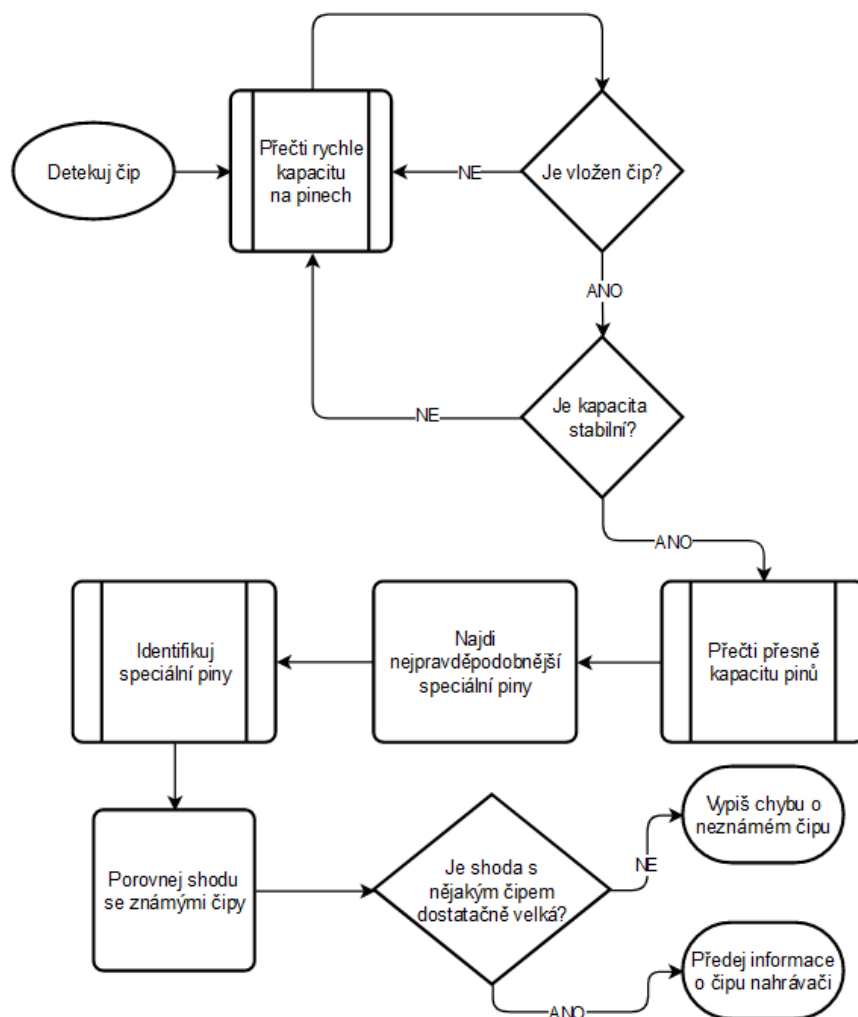 Detekuj čip
Přečti rychle
kapacitu
na pinech
NE
Je vložen čip?
ANO
Je kapacita
stabilní?
NE
ANO
Přečti přesně
kapacitu pinů
Najdi
nejpravděpodobnější
speciální piny
Identifikuj
speciální piny
Porovnej shodu
se známými čipy
Je shoda s
nějakým čipem
dostatačně velká?
NE
Vypiš chybu o
neznámém čipu
ANO
Předej informace
o čipu nahrávači